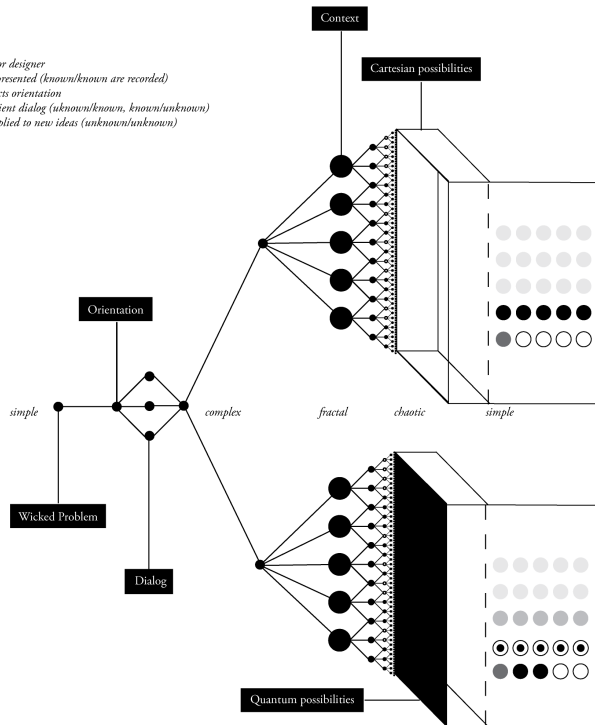 Context
or designer
presented (known/known are recorded)
cts orientation
ient dialog (uknown/known, known/unknown)
plied to new ideas (unknown/unknown)
Cartesian possibilities
Orientation
simple
complex
fractal
chaotic
simple
Wicked Problem
Dialog
Quantum possibilities